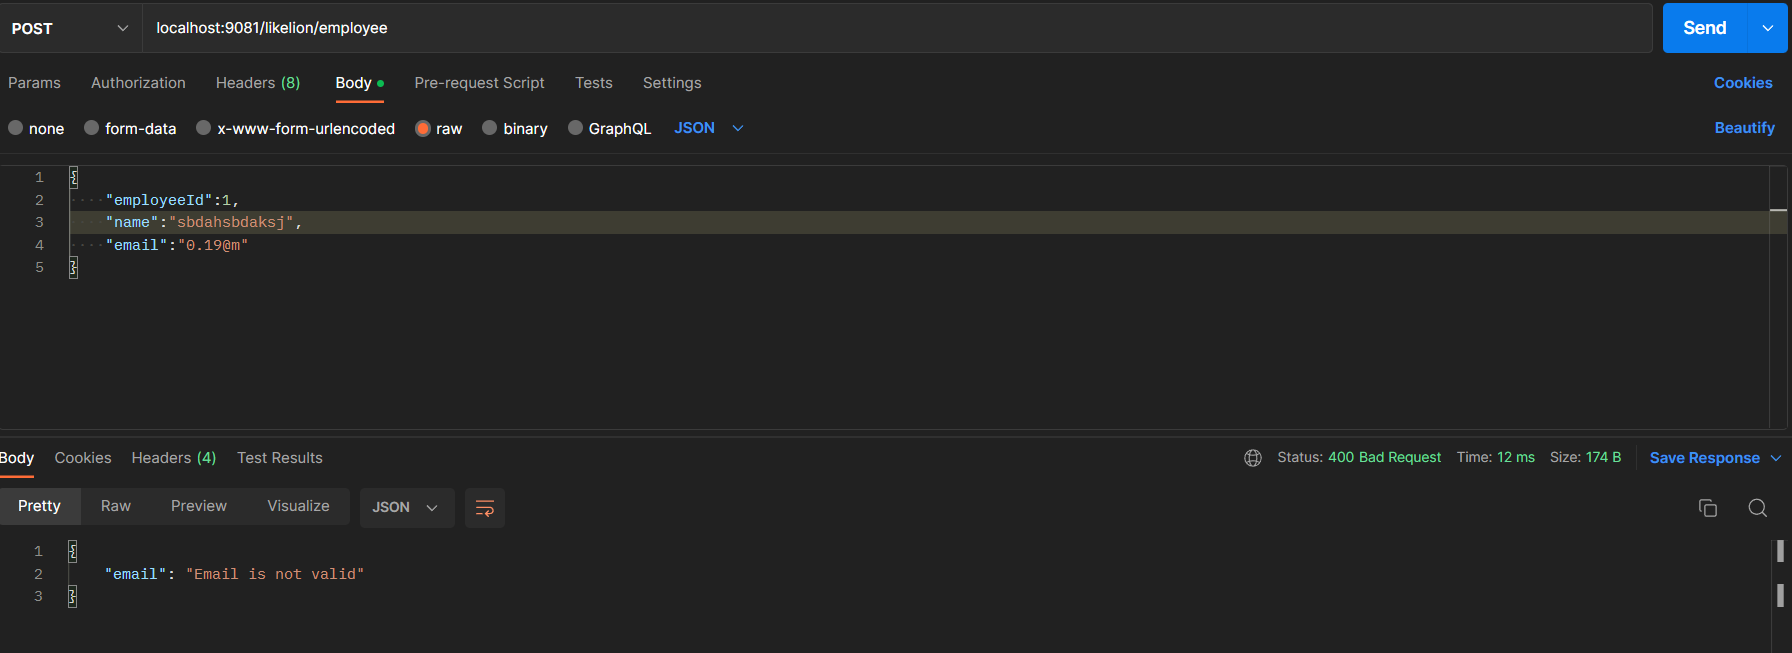 POST localhost:9081/likelion/employee Send
Params Authorization Headers (8) Body Pre-request Script Tests Settings Cookies
none form-data x-www-form-urlencoded raw binary GraphQL JSON Beautify
1 {
2 "employeeId":1,
3 "name":"sbdahsbdaksj",
4 "email":"0.19@m"
5 }
Body Cookies Headers (4) Test Results Status: 400 Bad Request Time: 12 ms Size: 174 B Save Response
Pretty Raw Preview Visualize JSON
1 {
2 "email": "Email is not valid"
3 }